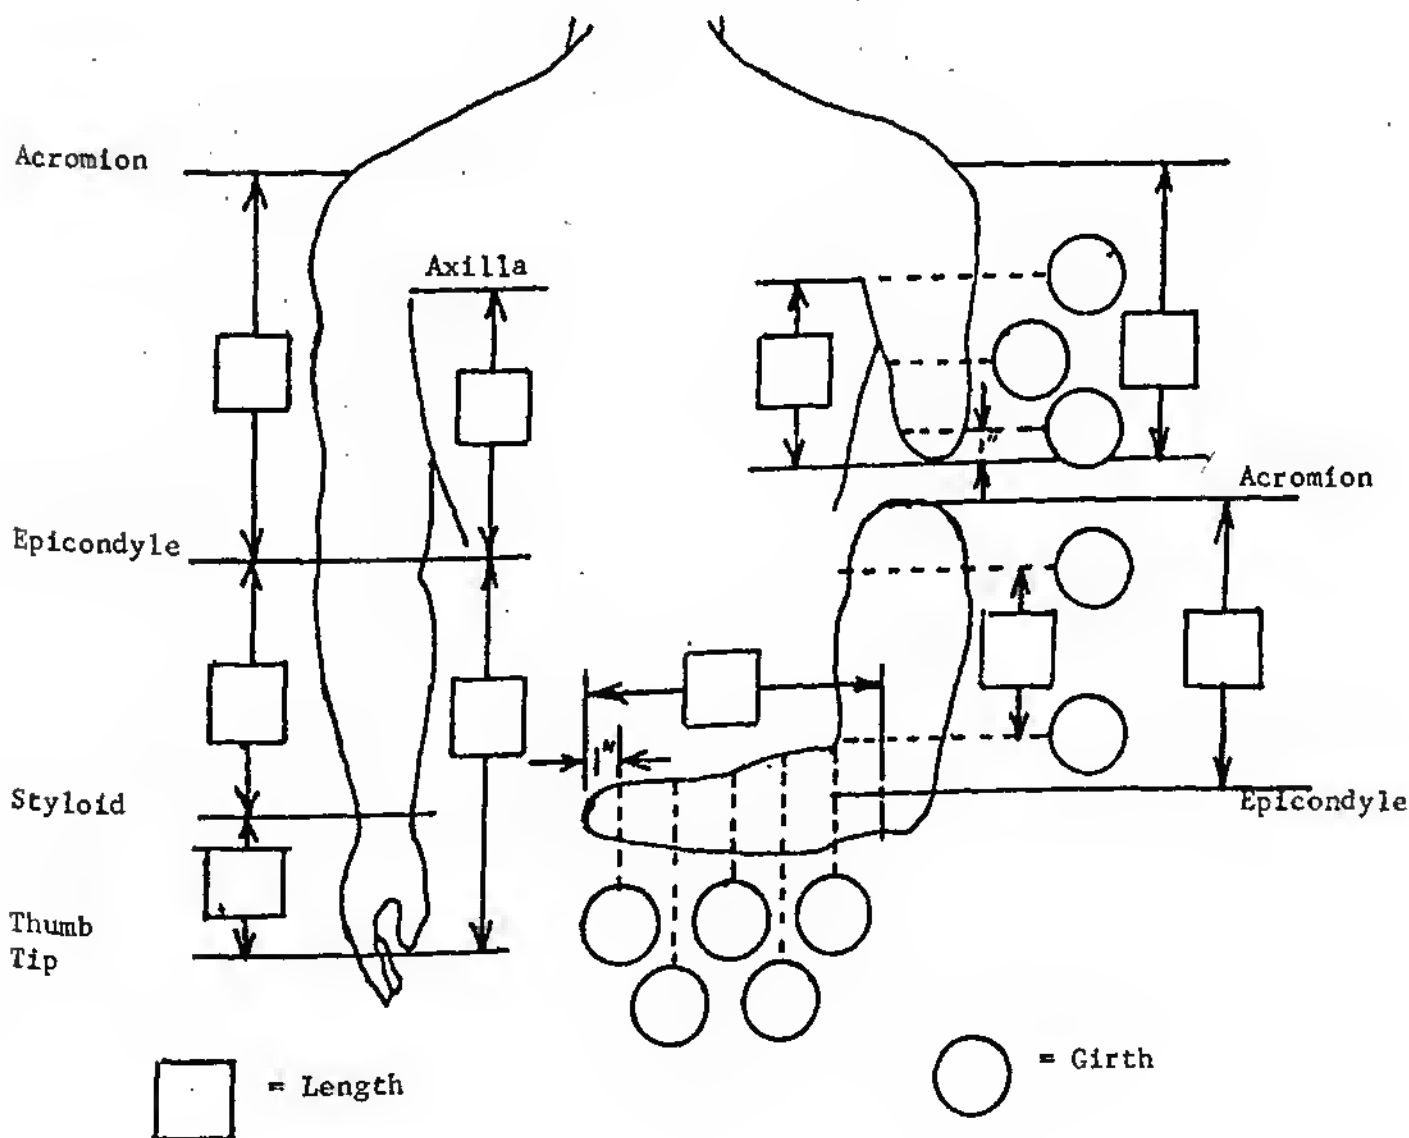 Acromion
Axilla
1"
Acromion
Epicondyle
1"
Styloid
Epicondyle
Thumb
Tip
= Length
= Girth